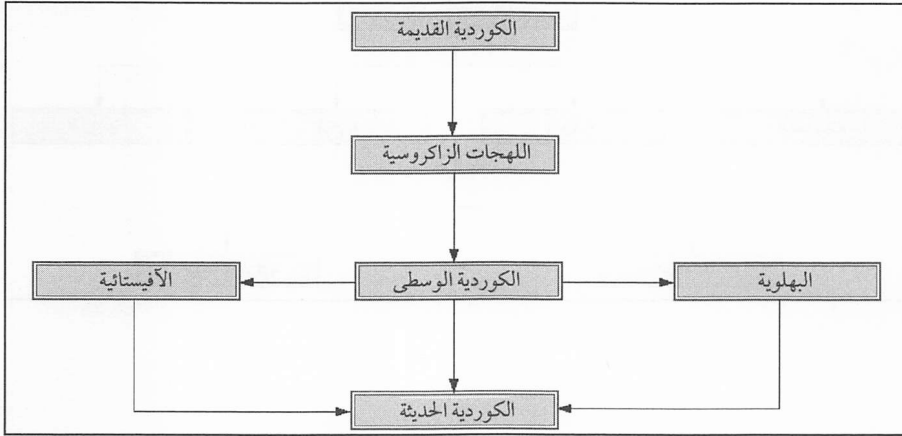 الكوردية القديمة
اللهجات الزاكروسية
البهلوية
الكوردية الوسطى
الآفيستائية
الكوردية الحديثة